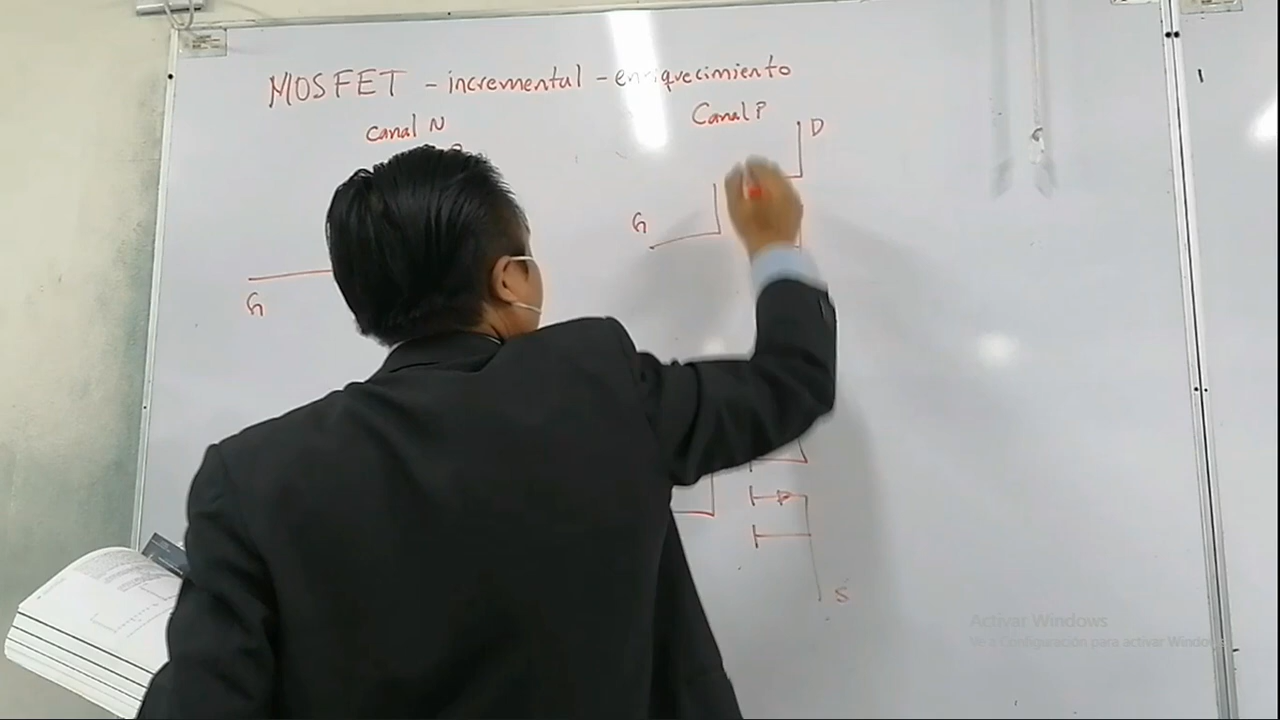 MOSFET - incremental - enriquecimiento
Canal N
Canal P
D
G
G
S
Activar Windows
Ve a Configuración para activar Windows